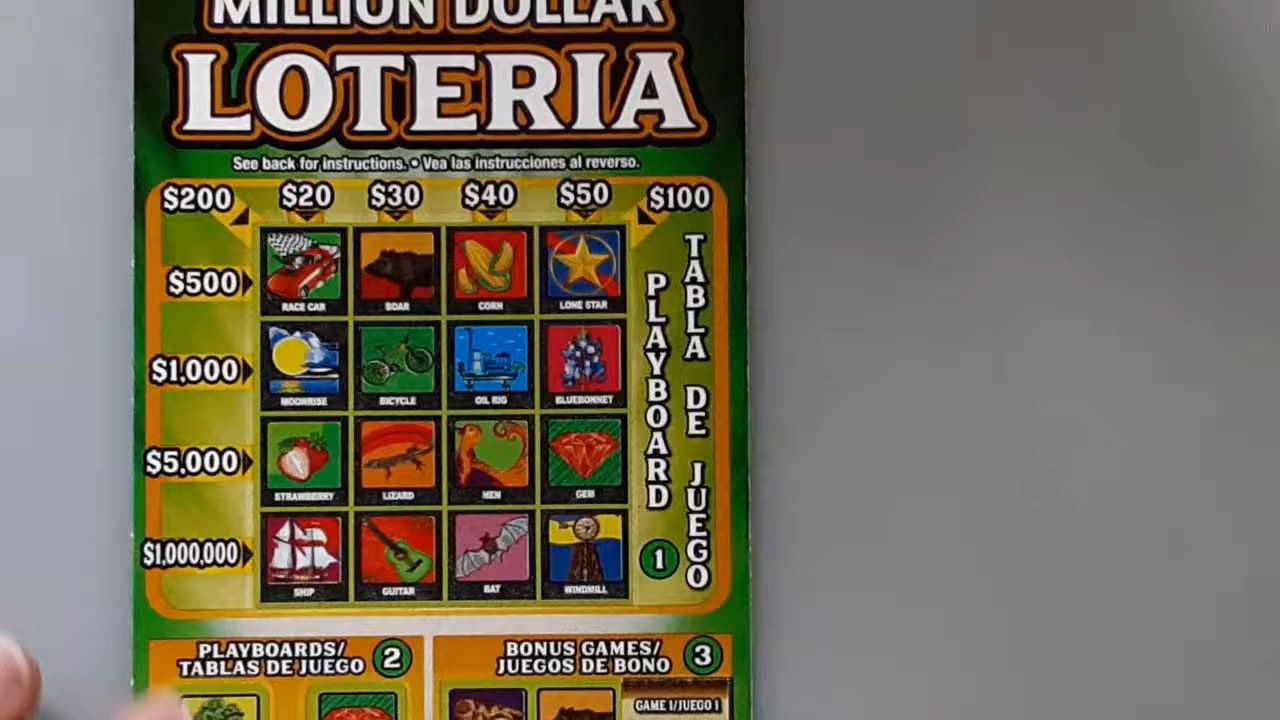 MILLION DOLLAR
LOTERIA
See back for instructions. • Vea las instrucciones al reverso.
$200 $20 $30 $40 $50 $100
$500
RACE CAR BOAR CORN LONE STAR
$1,000
MOONRISE BICYCLE OIL RIG BLUEBONNET
$5,000
STRAWBERRY LIZARD HEN GEM
$1,000,000
SHIP GUITAR BAT WINDMILL
PLAYBOARD
TABLA DE JUEGO
1
PLAYBOARDS/
TABLAS DE JUEGO 2
BONUS GAMES/
JUEGOS DE BONO 3
GAME 1/JUEGO 1